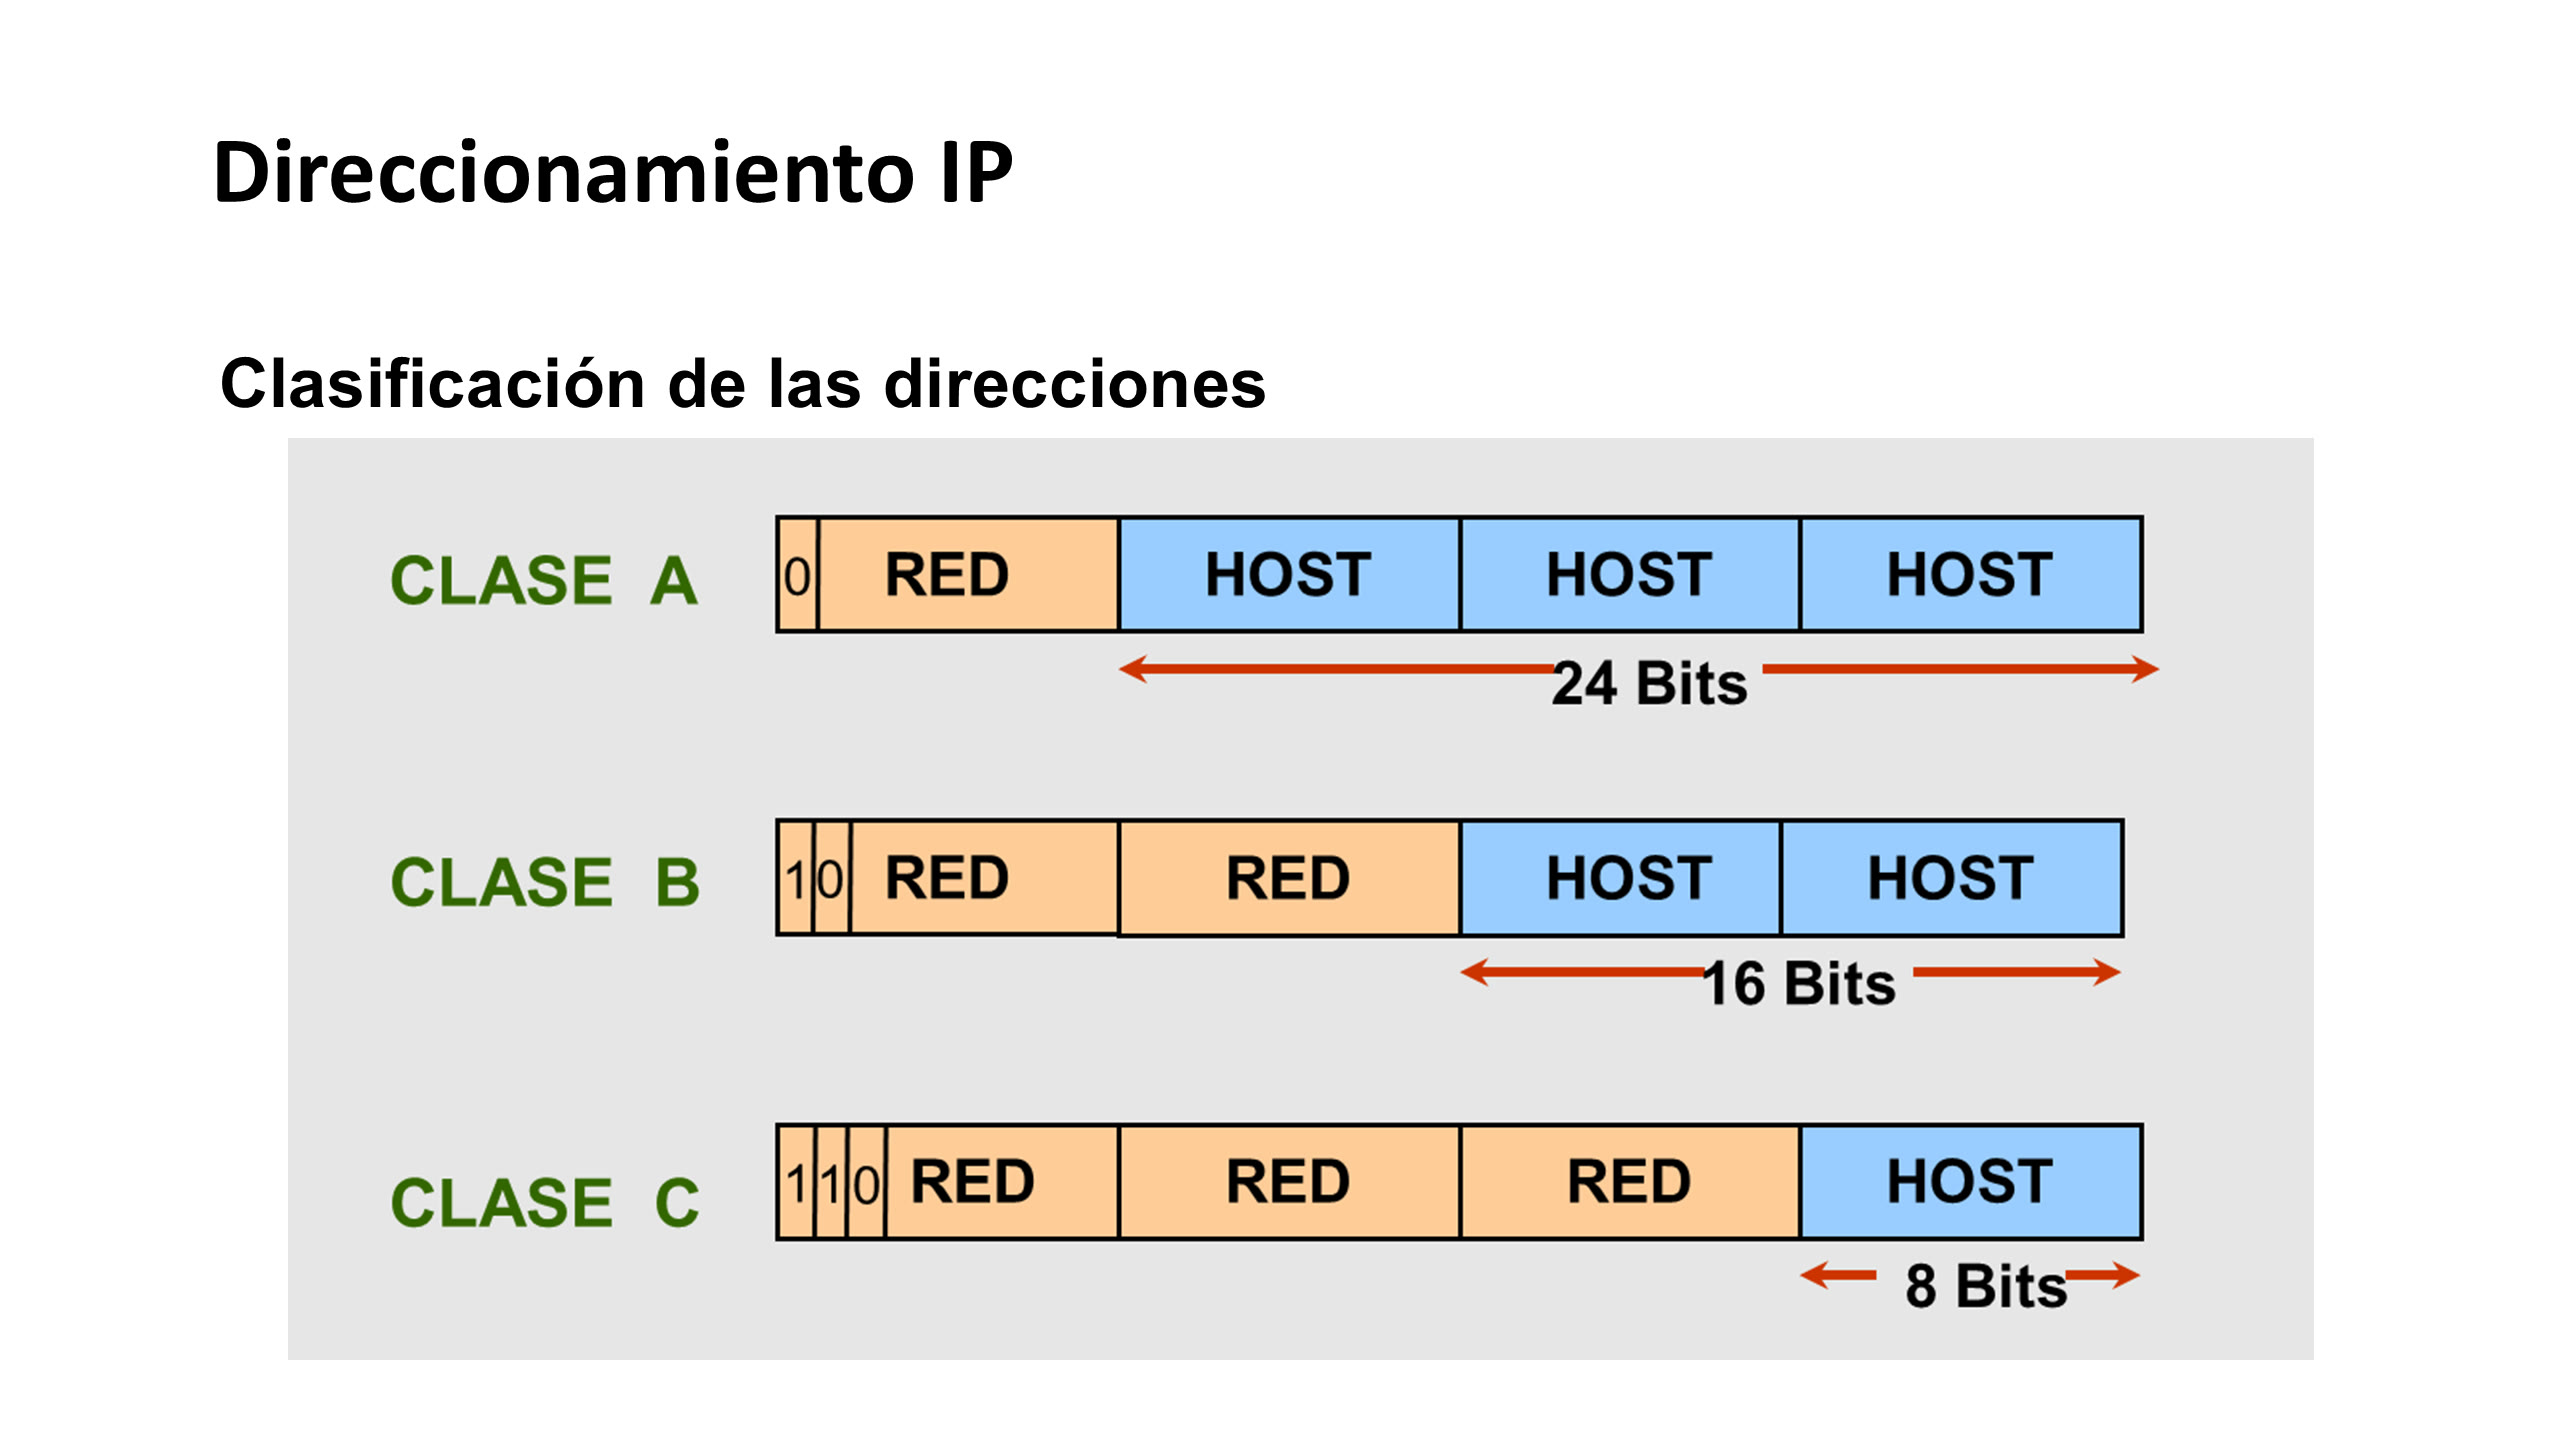 Direccionamiento IP
Clasificación de las direcciones
CLASE A 0 RED HOST HOST HOST
24 Bits
CLASE B 1 0 RED RED HOST HOST
16 Bits
CLASE C 1 1 0 RED RED RED HOST
8 Bits